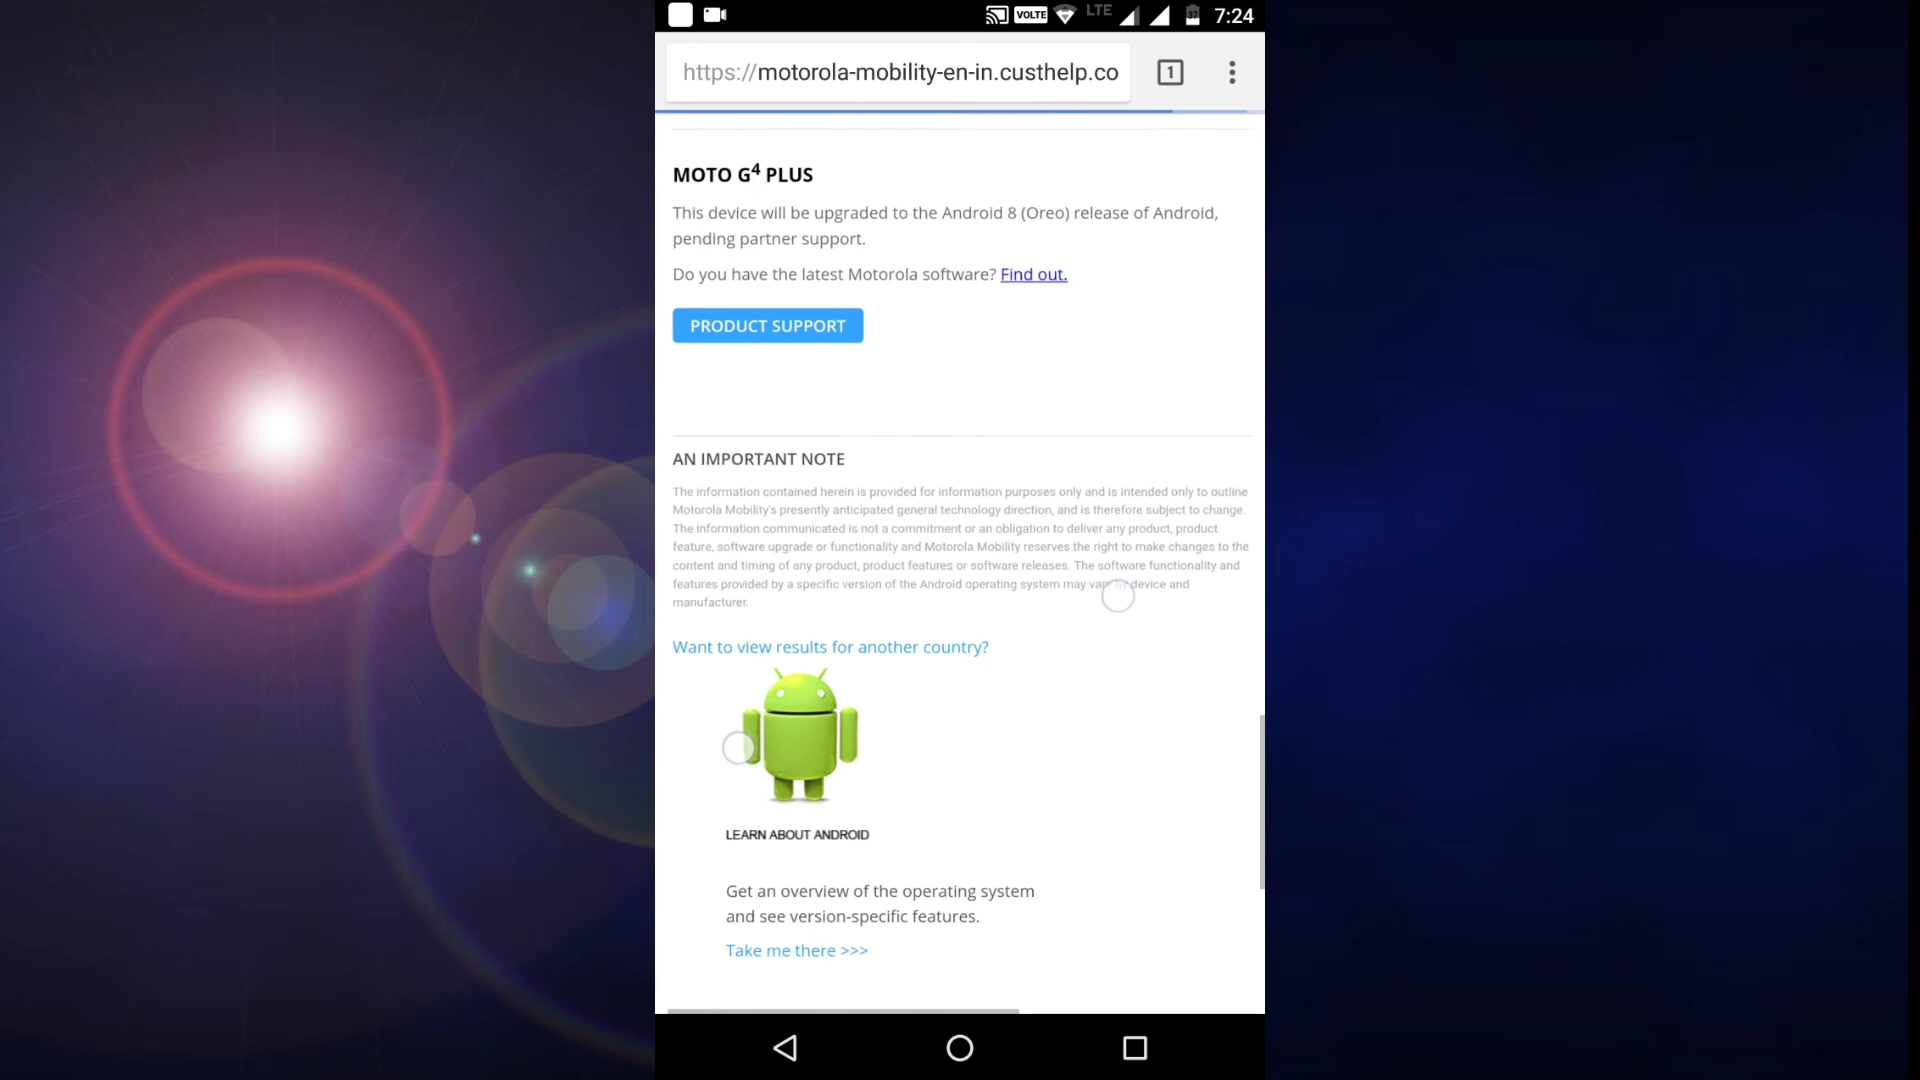 VOLTE LTE 37 7:24
https://motorola-mobility-en-in.custhelp.co 1
MOTO G4 PLUS
This device will be upgraded to the Android 8 (Oreo) release of Android,
pending partner support.
Do you have the latest Motorola software? Find out.
PRODUCT SUPPORT
AN IMPORTANT NOTE
The information contained herein is provided for information purposes only and is intended only to outline
Motorola Mobility's presently anticipated general technology direction, and is therefore subject to change.
The information communicated is not a commitment or an obligation to deliver any product, product
feature, software upgrade or functionality and Motorola Mobility reserves the right to make changes to the
content and timing of any product, product features or software releases. The software functionality and
features provided by a specific version of the Android operating system may vary by device and
manufacturer.
Want to view results for another country?
LEARN ABOUT ANDROID
Get an overview of the operating system
and see version-specific features.
Take me there >>>